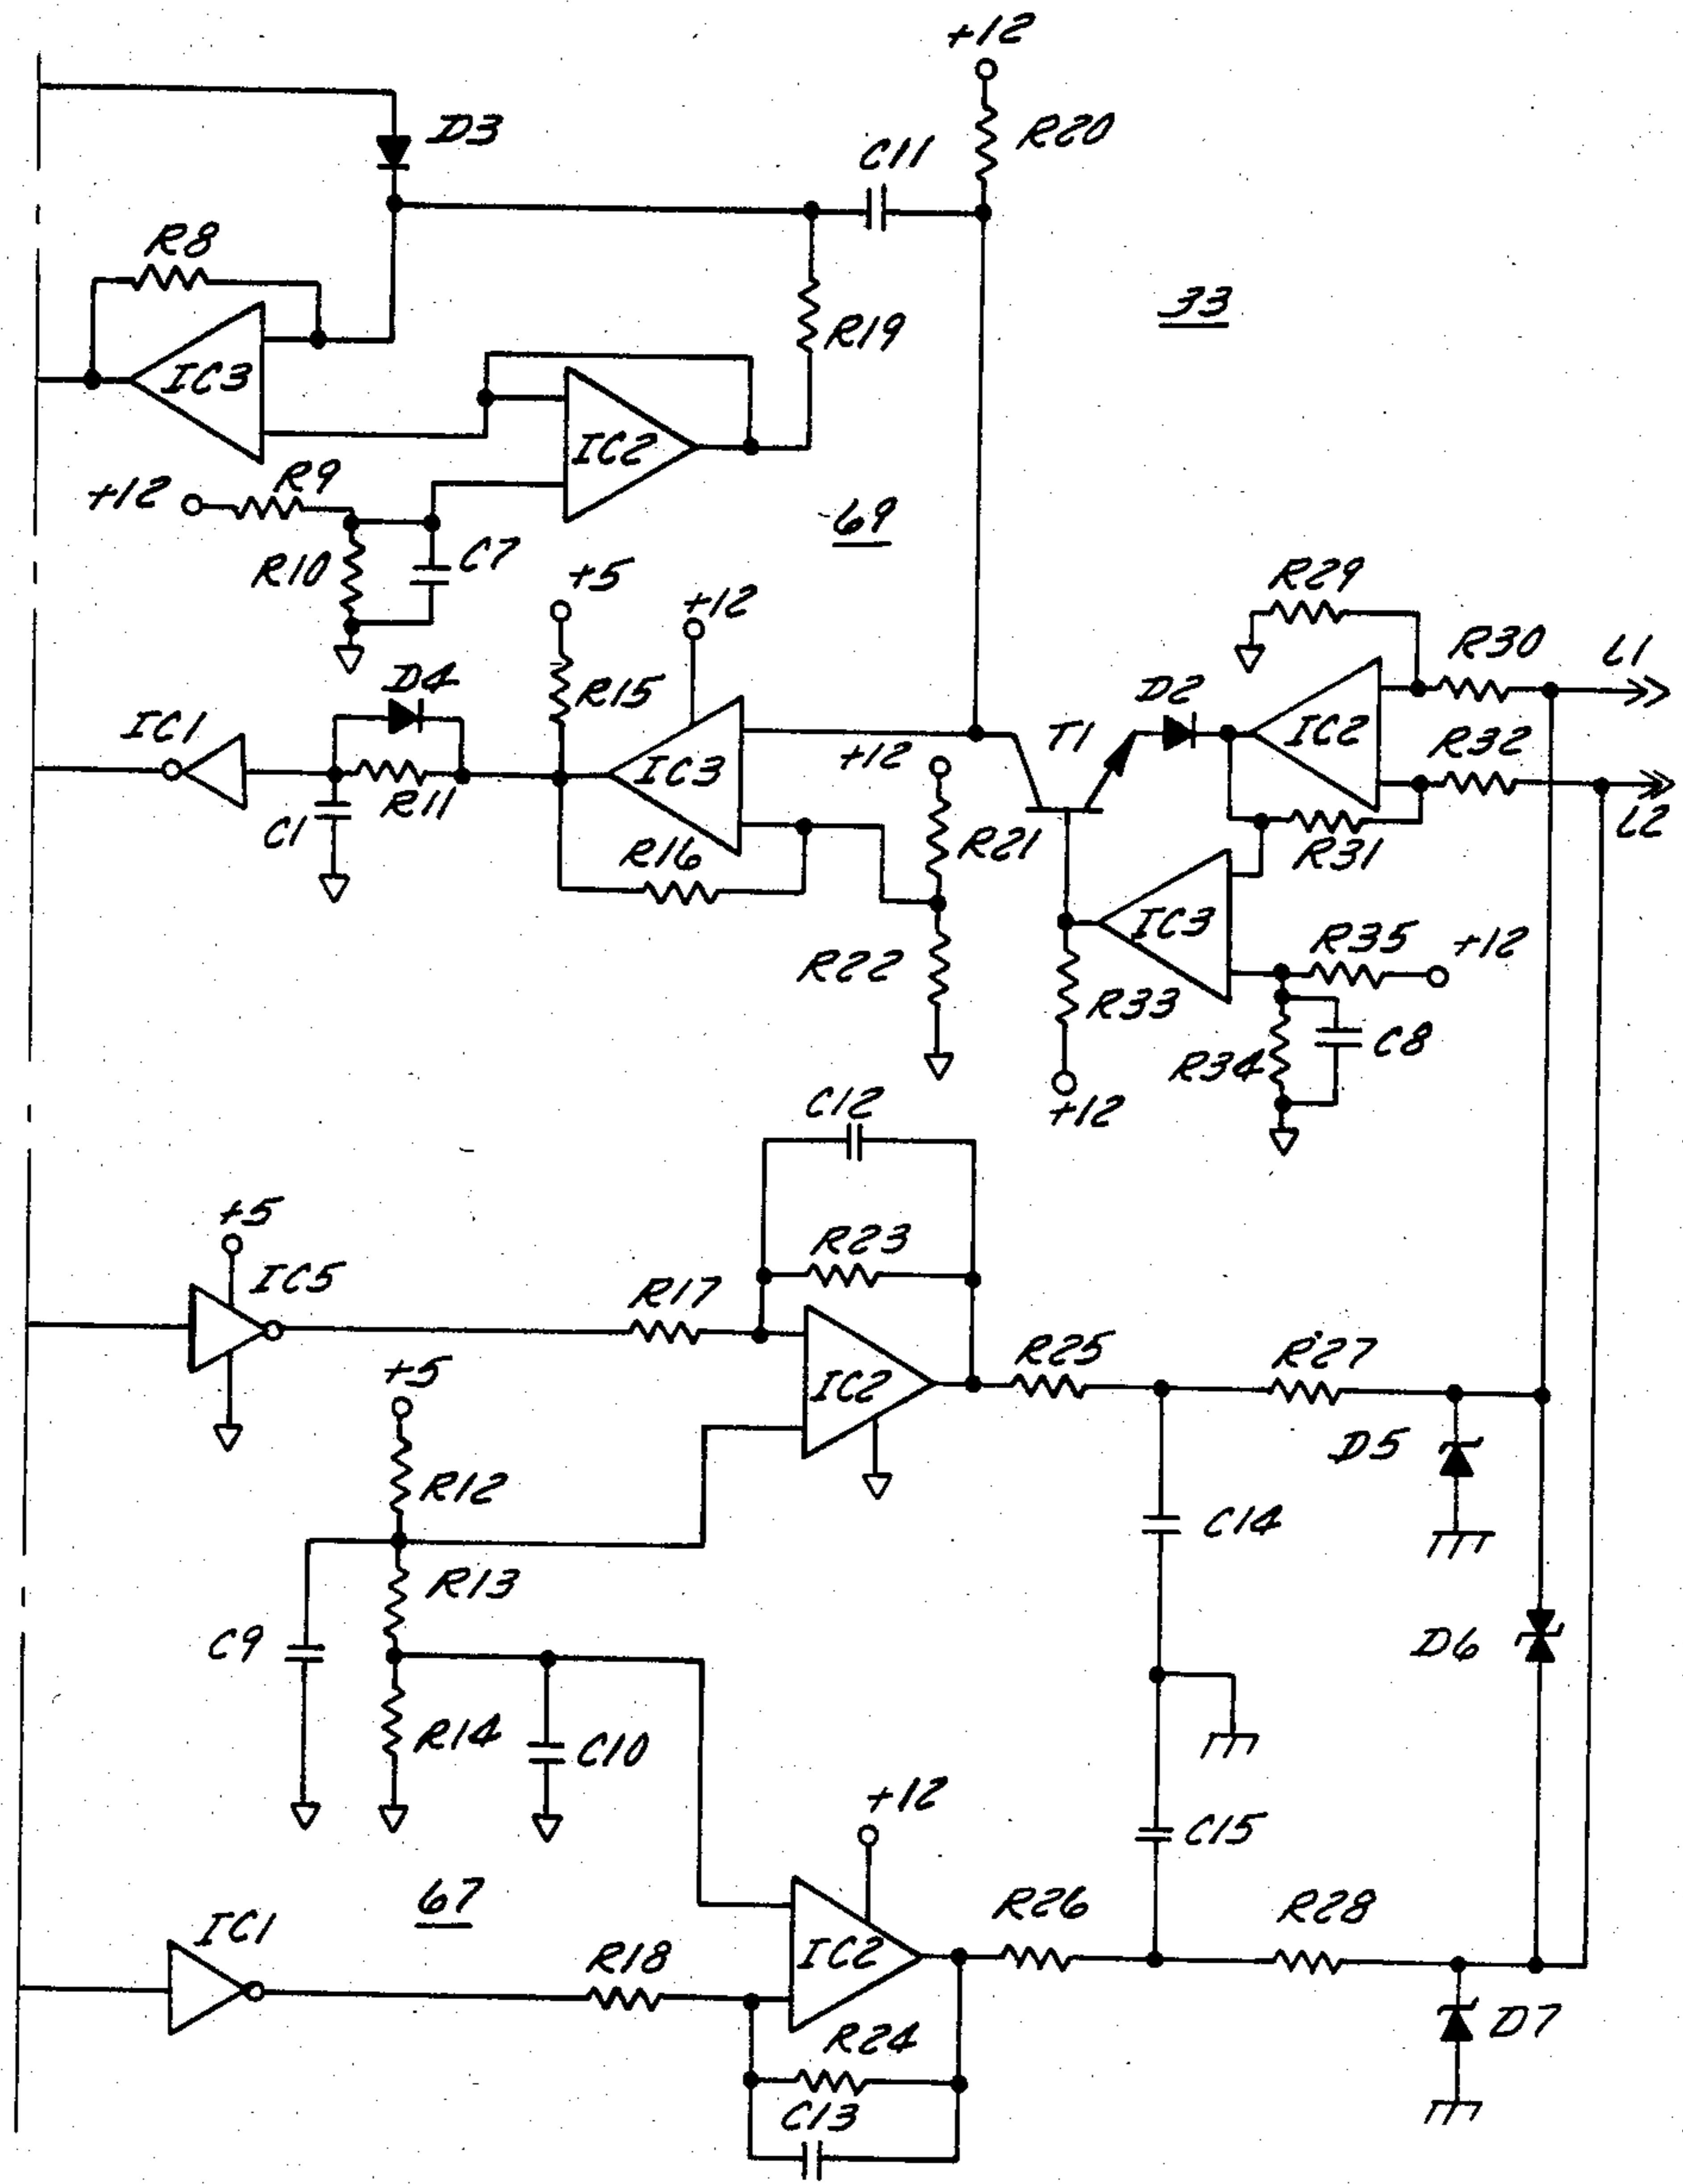 +12
D3
C11
R20
R8
33
R19
IC3
IC2
+12
R9
69
R10
C7
+5
+12
R29
R30
L1
D4
R15
D2
IC1
T1
IC2
R32
+12
IC3
C1
R11
R21
R31
L2
R16
IC3
R35
+12
R22
R33
R34
C8
+12
C12
+5
IC5
R23
R17
R25
R27
+5
IC2
D5
R12
C14
R13
C9
D6
R14
C10
+12
C15
67
IC1
R26
R28
R18
IC2
R24
D7
C13